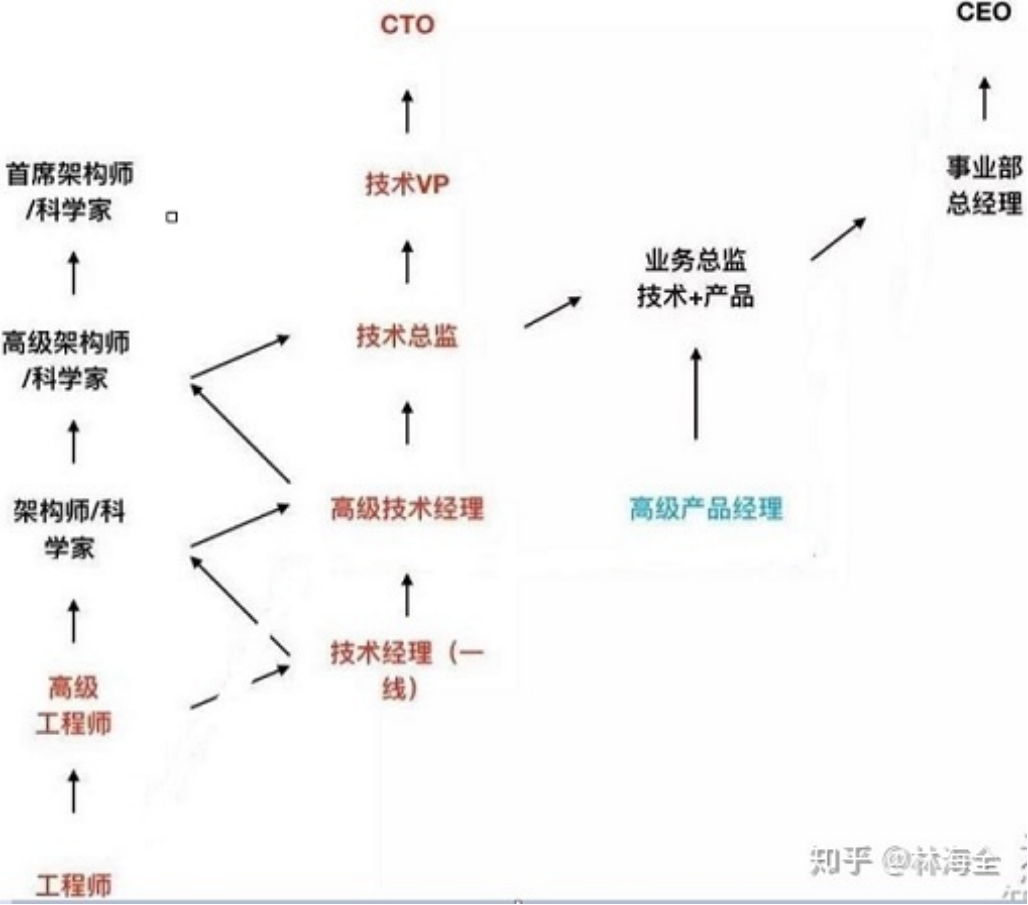 CTO
CEO
首席架构师
/科学家
技术VP
事业部
总经理
业务总监
技术+产品
高级架构师
/科学家
技术总监
架构师/科
学家
高级技术经理
高级产品经理
技术经理（一
线）
高级
工程师
工程师
知乎 @林海全